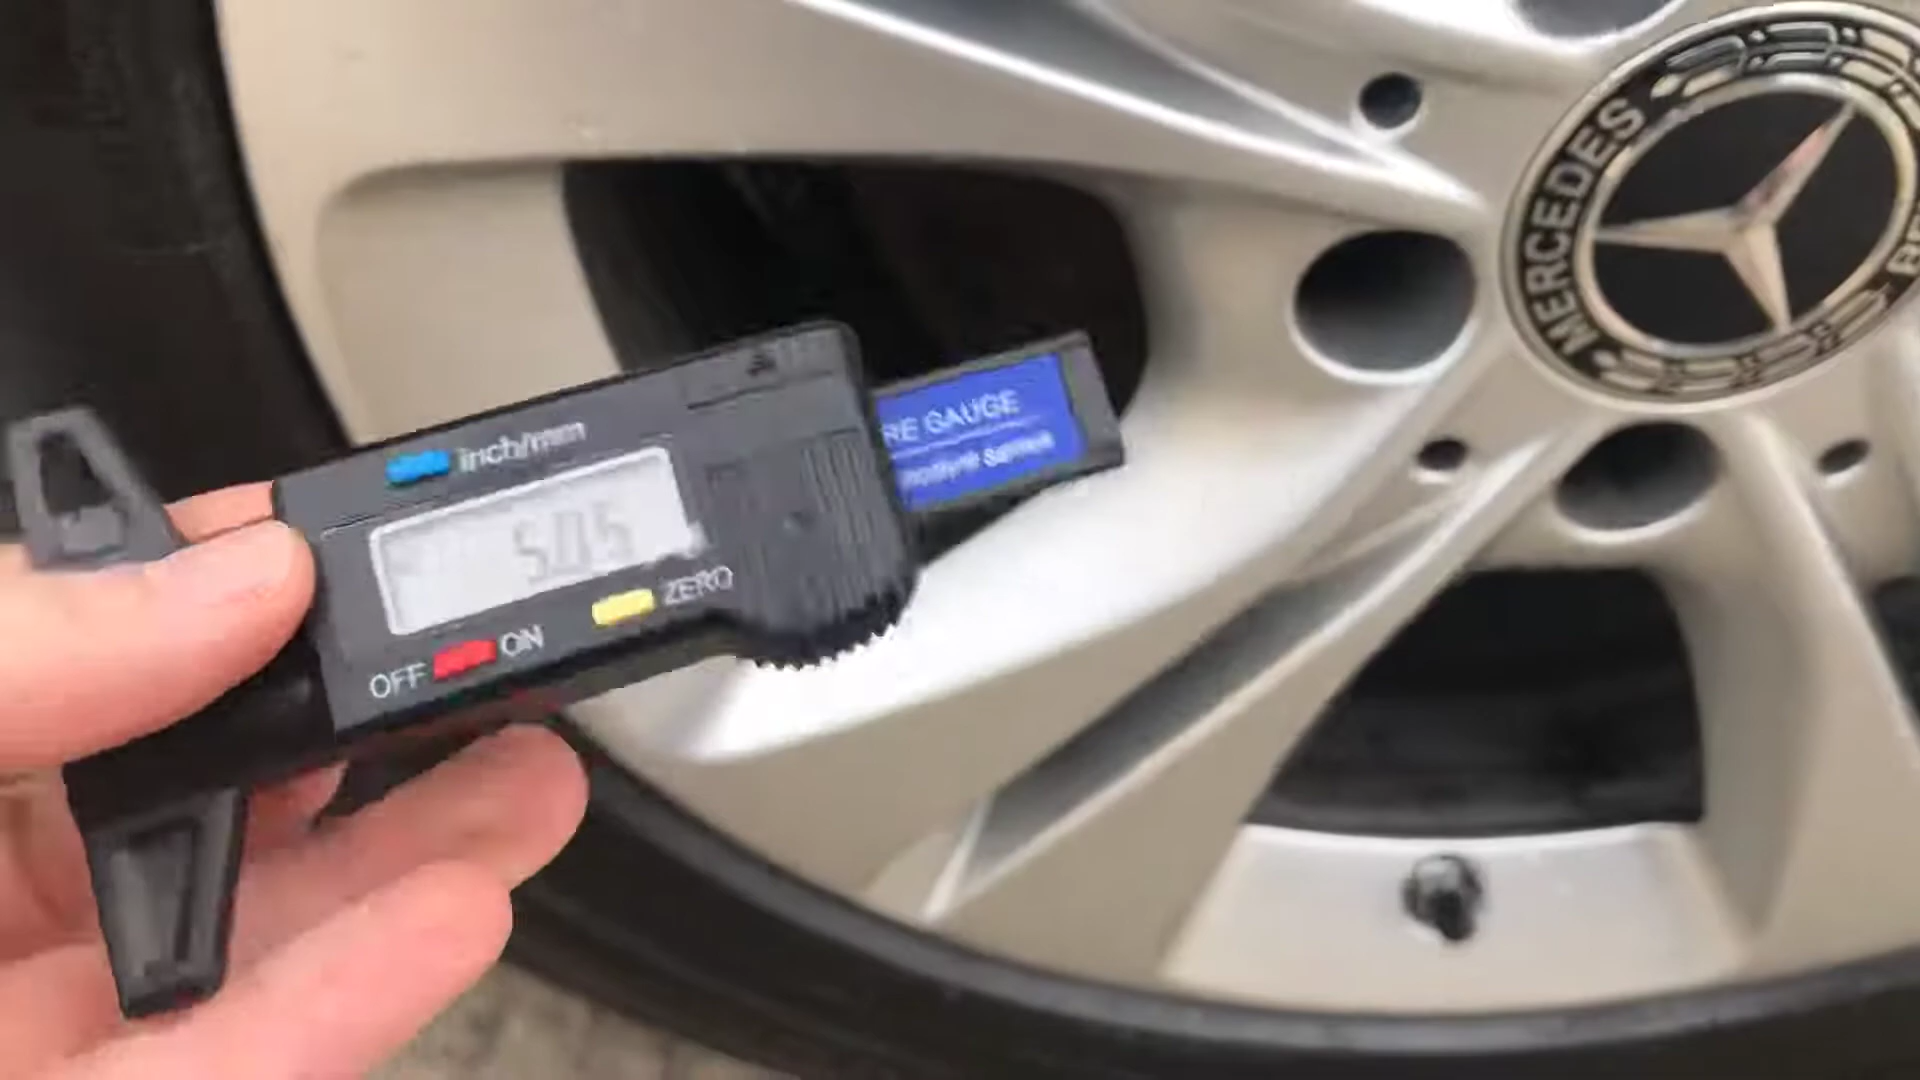 MERCEDES
RE GAUGE
inch/mm
5.05
ZERO
ON
OFF